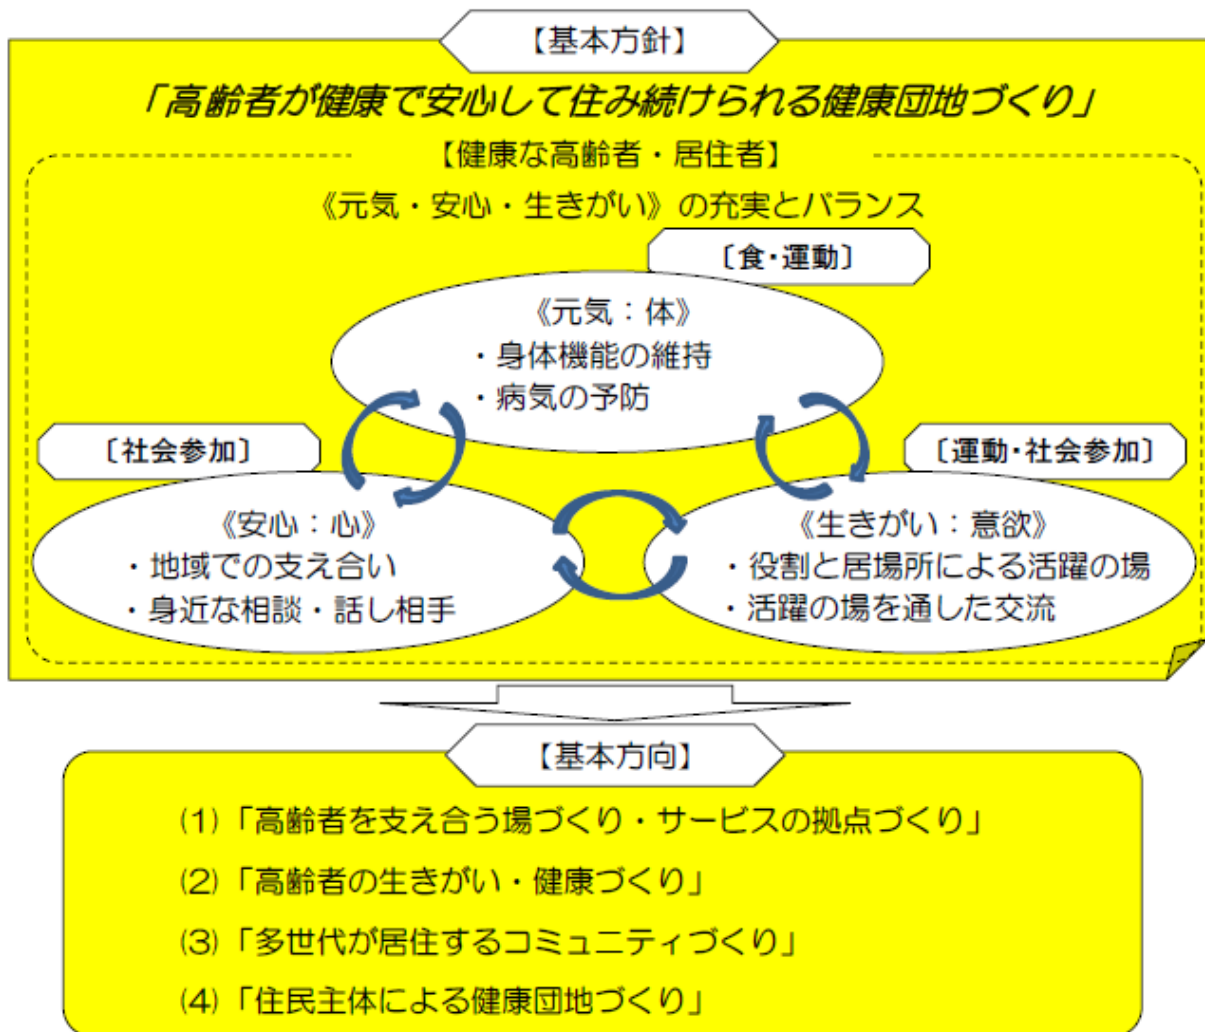 【基本方針】
「高齢者が健康で安心して住み続けられる健康団地づくり」
【健康な高齢者・居住者】
《元気・安心・生きがい》の充実とバランス
〔食・運動〕
《元気：体》
・身体機能の維持
・病気の予防
〔社会参加〕
《安心：心》
・地域での支え合い
・身近な相談・話し相手
〔運動・社会参加〕
《生きがい：意欲》
・役割と居場所による活躍の場
・活躍の場を通した交流
【基本方向】
(1)「高齢者を支え合う場づくり・サービスの拠点づくり」
(2)「高齢者の生きがい・健康づくり」
(3)「多世代が居住するコミュニティづくり」
(4)「住民主体による健康団地づくり」